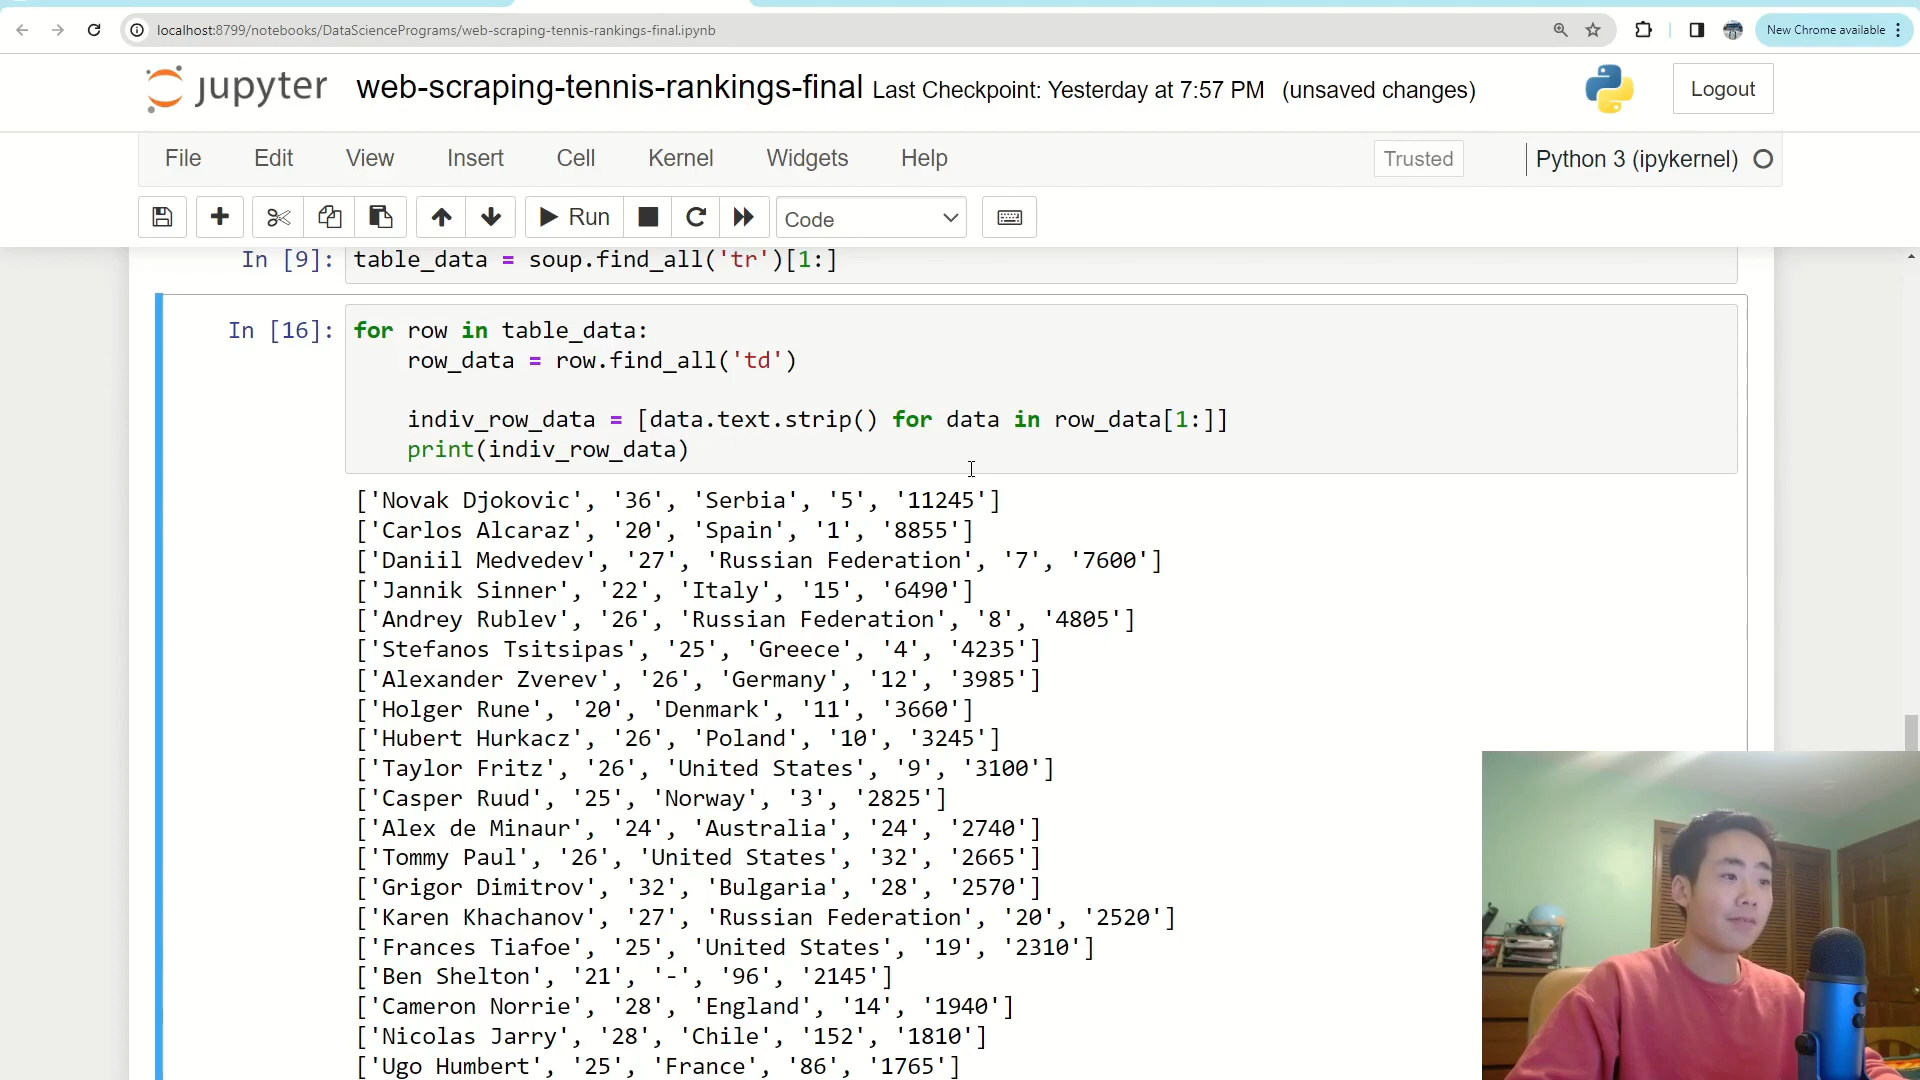 localhost:8799/notebooks/DataSciencePrograms/web-scraping-tennis-rankings-final.ipynb
New Chrome available
jupyter web-scraping-tennis-rankings-final Last Checkpoint: Yesterday at 7:57 PM (unsaved changes)
Logout
File Edit View Insert Cell Kernel Widgets Help
Trusted
Python 3 (ipykernel)
Run
Code
In [9]: table_data = soup.find_all('tr')[1:]
In [16]: for row in table_data:
row_data = row.find_all('td')
indiv_row_data = [data.text.strip() for data in row_data[1:]]
print(indiv_row_data)
['Novak Djokovic', '36', 'Serbia', '5', '11245']
['Carlos Alcaraz', '20', 'Spain', '1', '8855']
['Daniil Medvedev', '27', 'Russian Federation', '7', '7600']
['Jannik Sinner', '22', 'Italy', '15', '6490']
['Andrey Rublev', '26', 'Russian Federation', '8', '4805']
['Stefanos Tsitsipas', '25', 'Greece', '4', '4235']
['Alexander Zverev', '26', 'Germany', '12', '3985']
['Holger Rune', '20', 'Denmark', '11', '3660']
['Hubert Hurkacz', '26', 'Poland', '10', '3245']
['Taylor Fritz', '26', 'United States', '9', '3100']
['Casper Ruud', '25', 'Norway', '3', '2825']
['Alex de Minaur', '24', 'Australia', '24', '2740']
['Tommy Paul', '26', 'United States', '32', '2665']
['Grigor Dimitrov', '32', 'Bulgaria', '28', '2570']
['Karen Khachanov', '27', 'Russian Federation', '20', '2520']
['Frances Tiafoe', '25', 'United States', '19', '2310']
['Ben Shelton', '21', '-', '96', '2145']
['Cameron Norrie', '28', 'England', '14', '1940']
['Nicolas Jarry', '28', 'Chile', '152', '1810']
['Ugo Humbert', '25', 'France', '86', '1765']